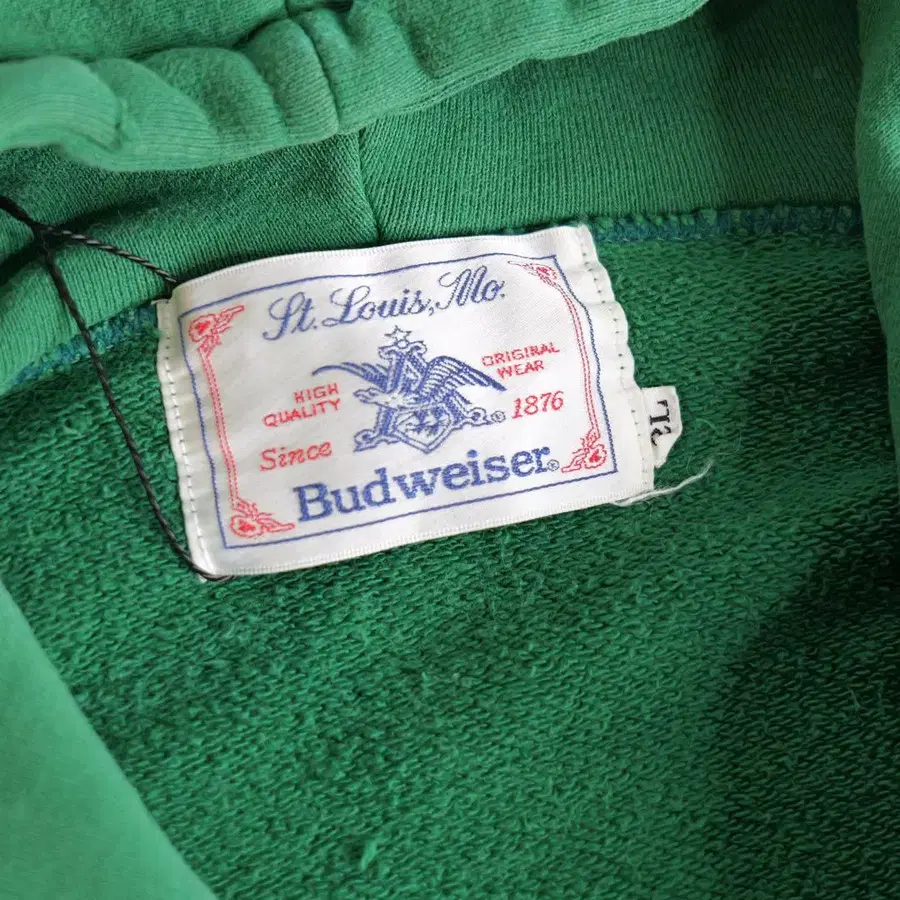 St. Louis, Mo.
HIGH QUALITY
ORIGINAL WEAR
Since 1876
Budweiser®